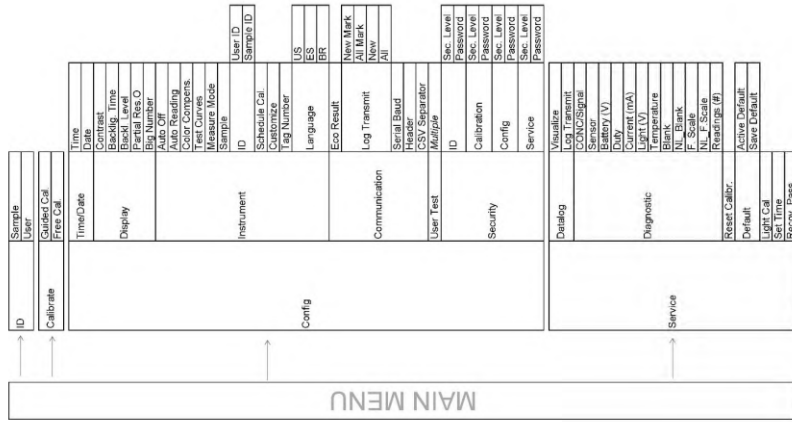 MAIN MENU
ID
Sample
User
Calibrate
Guided Cal
Free Cal.
Config
Time/Date
Time
Date
Display
Contrast
Backlig. Time
Backl. Level
Partial Res.O
Big Number
Instrument
Auto Off
Auto Reading
Color Compens.
Test Curves
Measure Mode
Sample
ID
User ID
Sample ID
Schedule Cal.
Customize
Tag Number
Language
US
ES
BR
Communication
Eco Result
Log Transmit
New Mark
All Mark
New
All
Serial Baud
Header
CSV Separator
User Test
Multiple
Security
ID
Sec. Level
Password
Calibration
Sec. Level
Password
Config
Sec. Level
Password
Service
Sec. Level
Password
Service
Datalog
Visualize
Log Transmit
Diagnostic
CONC/Signal
Sensor
Battery (V)
Duty
Current (mA)
Light (V)
Temperature
Blank
NL_Blank
F. Scale
NL_F.Scale
Readings (#)
Reset Calibr.
Default
Active Default
Save Default
Light Cal
Set Time
Recov. Pass